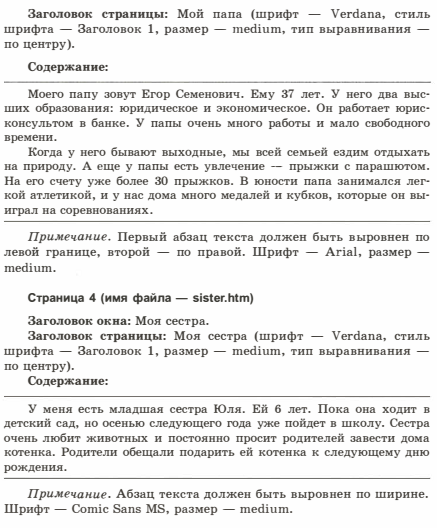 Заголовок страницы: Мой папа (шрифт — Verdana, стиль
шрифта — Заголовок 1, размер — medium, тип выравнивания —
по центру).
Содержание:
Моего папу зовут Егор Семенович. Ему 37 лет. У него два выс-
ших образования: юридическое и экономическое. Он работает юрис-
консультом в банке. У папы очень много работы и мало свободного
времени.
Когда у него бывают выходные, мы всей семьей ездим отдыхать
на природу. А еще у папы есть увлечение — прыжки с парашютом.
На его счету уже более 30 прыжков. В юности папа занимался лег-
кой атлетикой, и у нас дома много медалей и кубков, которые он вы-
играл на соревнованиях.
Примечание. Первый абзац текста должен быть выровнен по
левой границе, второй — по правой. Шрифт — Arial, размер —
medium.
Страница 4 (имя файла — sister.htm)
Заголовок окна: Моя сестра.
Заголовок страницы: Моя сестра (шрифт — Verdana, стиль
шрифта — Заголовок 1, размер — medium, тип выравнивания —
по центру).
Содержание:
У меня есть младшая сестра Юля. Ей 6 лет. Пока она ходит в
детский сад, но осенью следующего года уже пойдет в школу. Сестра
очень любит животных и постоянно просит родителей завести дома
котенка. Родители обещали подарить ей котенка к следующему дню
рождения.
Примечание. Абзац текста должен быть выровнен по ширине.
Шрифт — Comic Sans MS, размер — medium.